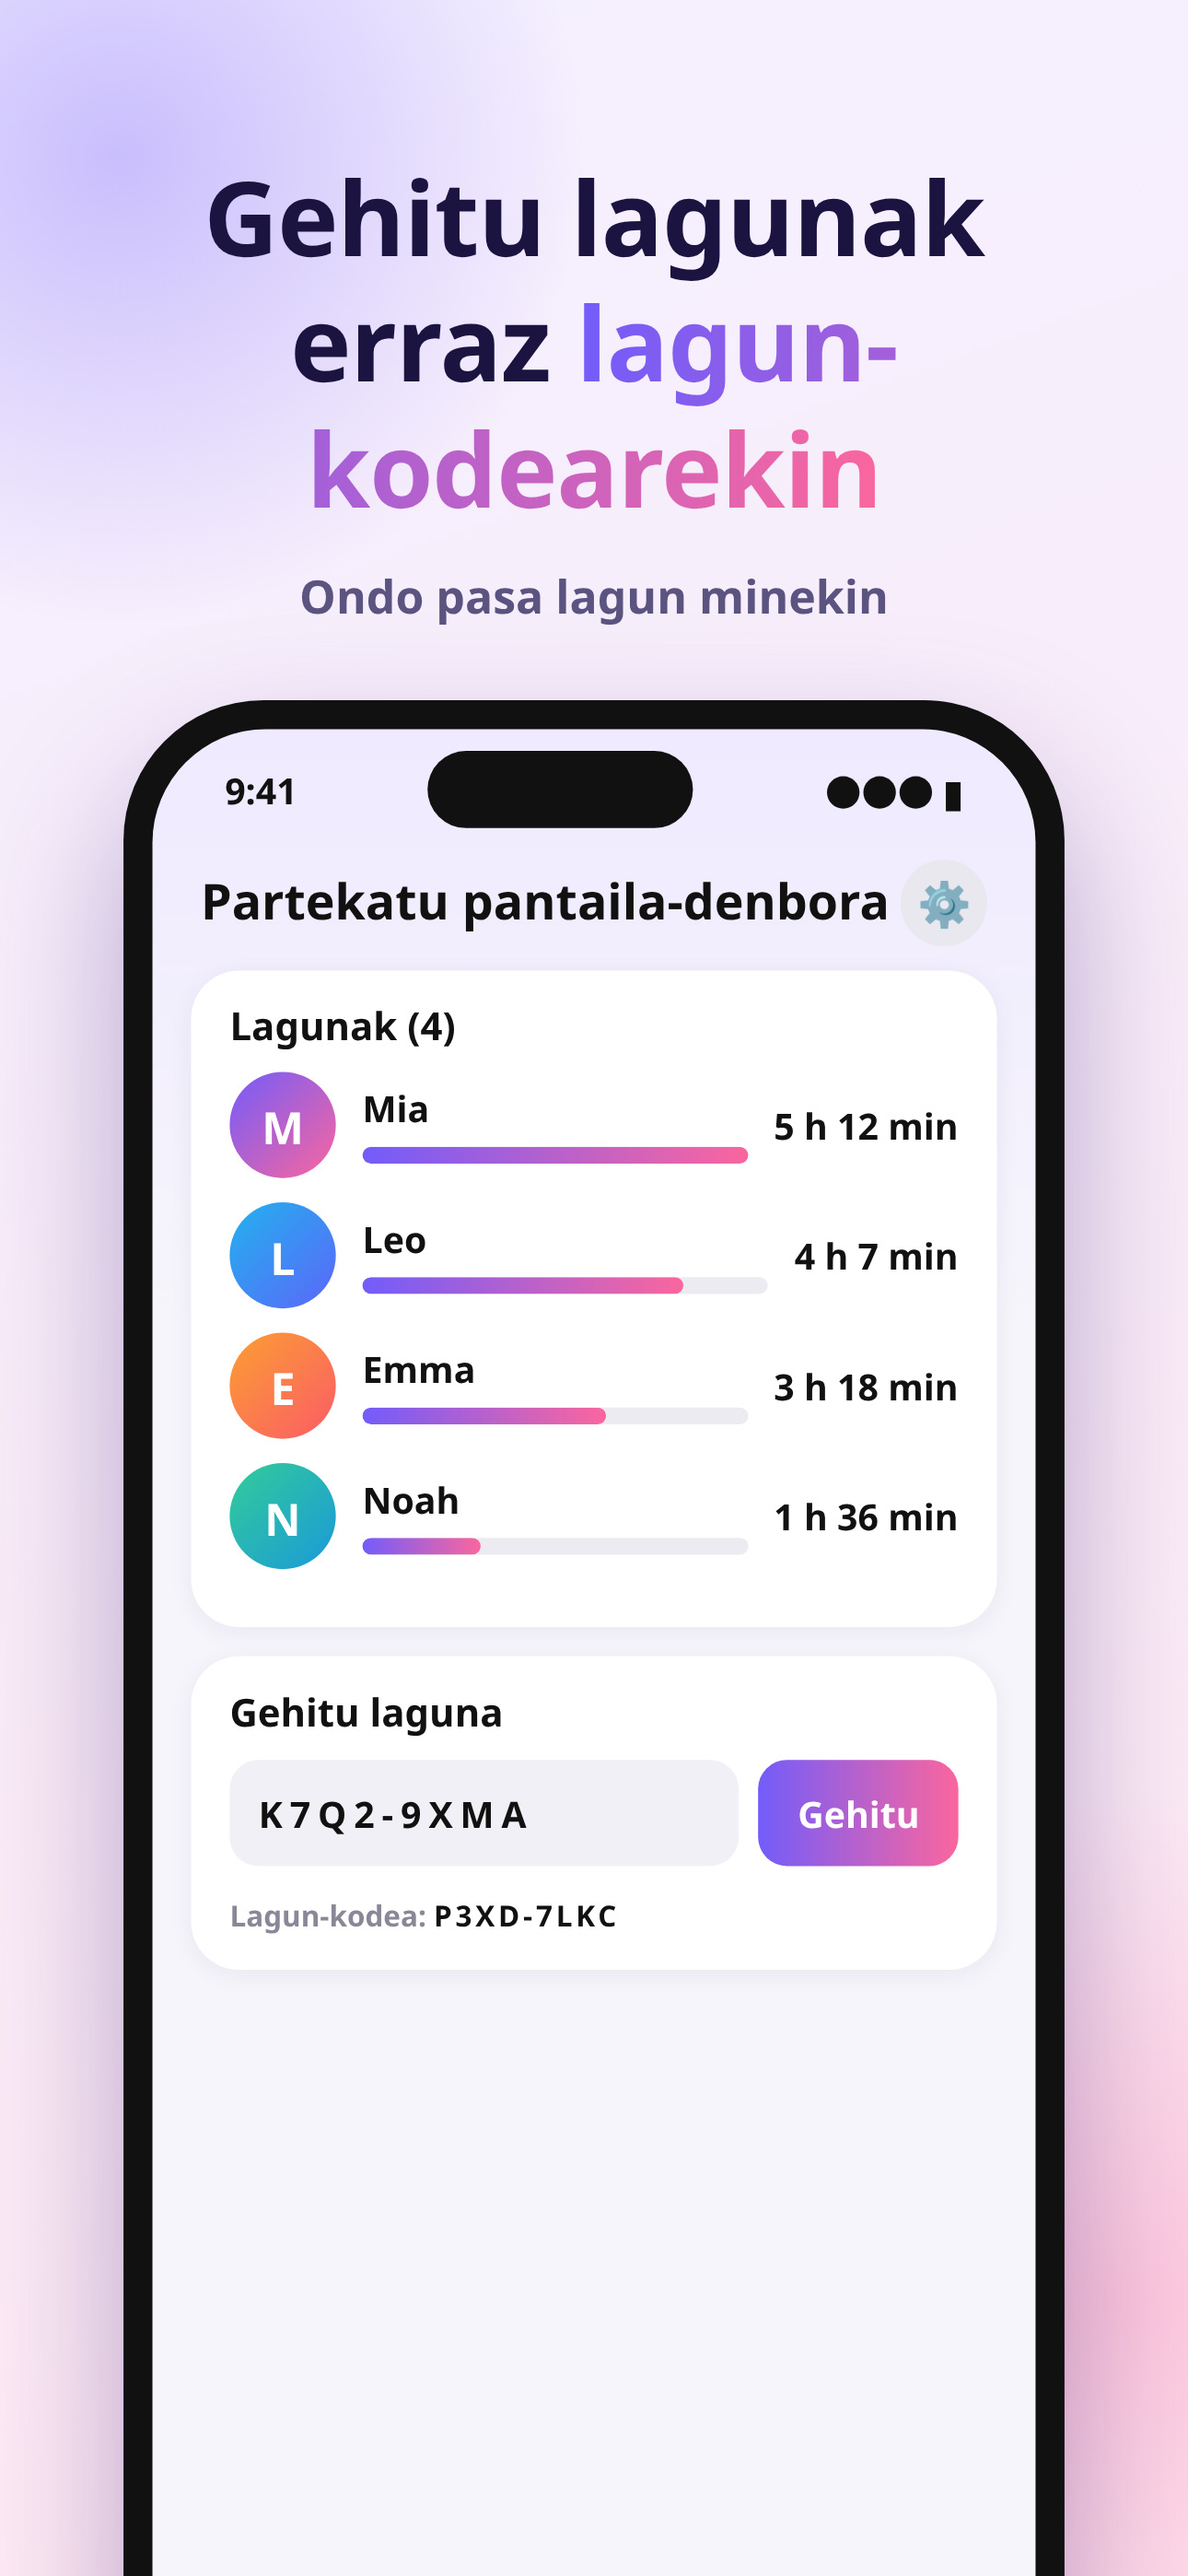 Gehitu lagunak
erraz lagun-
kodearekin
Ondo pasa lagun minekin
9:41
Partekatu pantaila-denbora
Lagunak (4)
M
Mia
5 h 12 min
L
Leo
4 h 7 min
E
Emma
3 h 18 min
N
Noah
1 h 36 min
Gehitu laguna
K7Q2-9XMA
Gehitu
Lagun-kodea: P3XD-7LKC